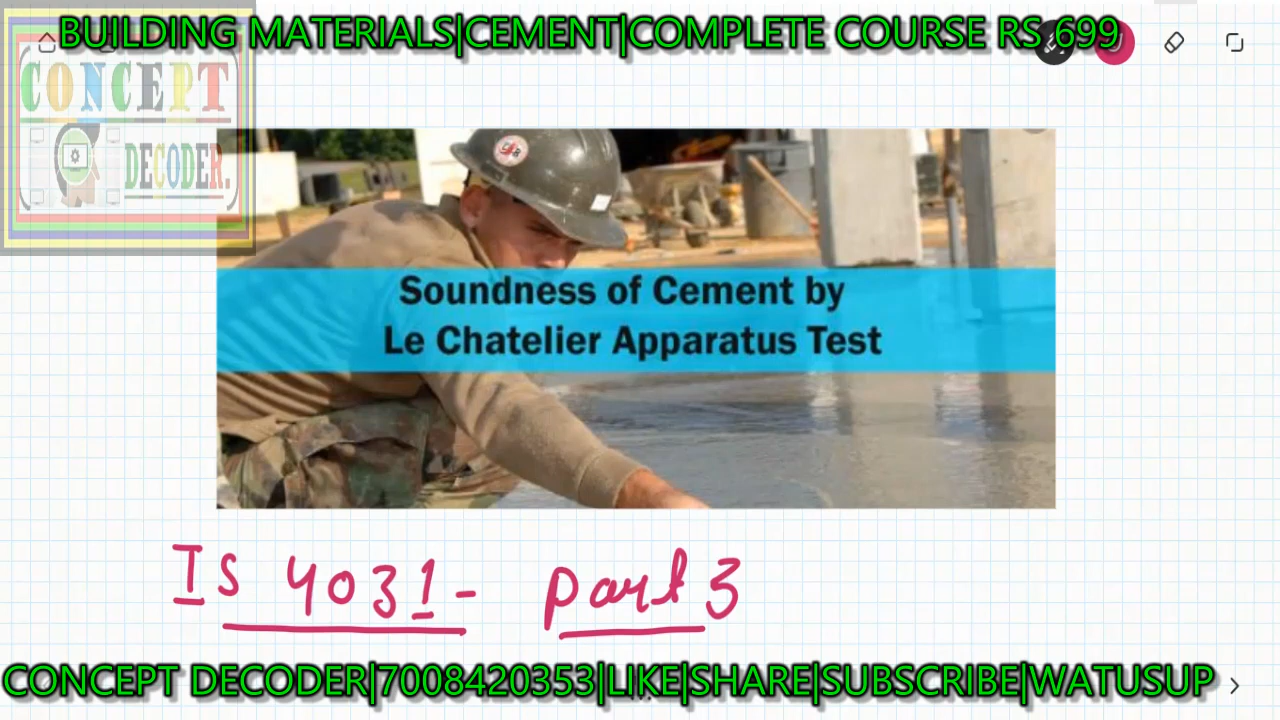 BUILDING MATERIALS|CEMENT|COMPLETE COURSE RS 699
CONCEPT
DECODER.
Soundness of Cement by
Le Chatelier Apparatus Test
Is 4031- part 3
CONCEPT DECODER|7008420353|LIKE|SHARE|SUBSCRIBE|WATUSUP